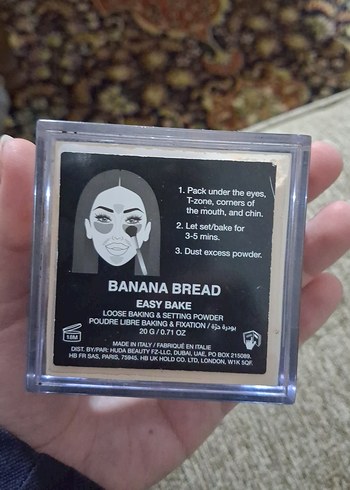 1. Pack under the eyes,
T-zone, corners of
the mouth, and chin.
2. Let set/bake for
3-5 mins.
3. Dust excess powder.
BANANA BREAD
EASY BAKE
LOOSE BAKING & SETTING POWDER
POUDRE LIBRE BAKING & FIXATION / بودرة حرّة
20 G / 0.71 OZ
18M
MADE IN ITALY / FABRIQUÉ EN ITALIE
DIST. BY/PAR: HUDA BEAUTY FZ-LLC, DUBAI, UAE, PO BOX 215089.
HB FR SAS, PARIS, 75945. HB UK HOLD CO. LTD, LONDON, W1K 5QF.